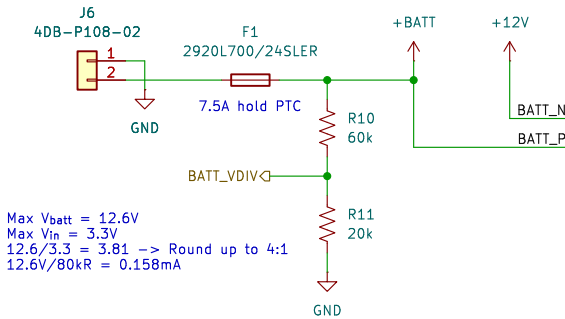 J6
4DB-P108-02
1
2
GND
F1
2920L700/24SLER
7.5A hold PTC
+BATT
+12V
BATT_N
BATT_P
R10
60k
BATT_VDIV
R11
20k
GND
Max Vbatt = 12.6V
Max Vin = 3.3V
12.6/3.3 = 3.81 -> Round up to 4:1
12.6V/80kR = 0.158mA